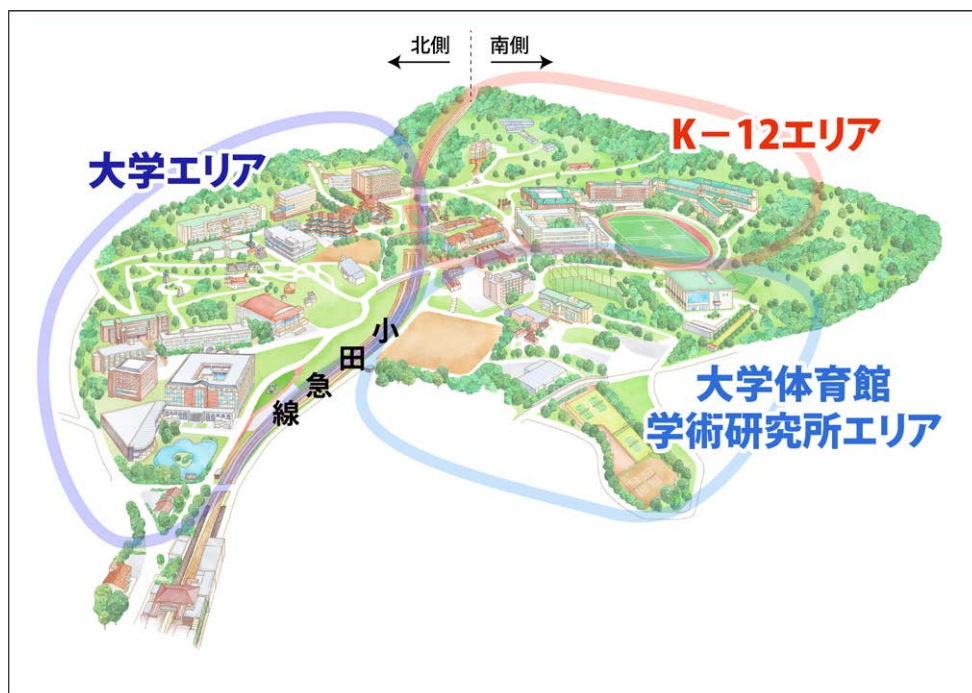 北側
南側
K−12エリア
大学エリア
小田急線
大学体育館
学術研究所エリア